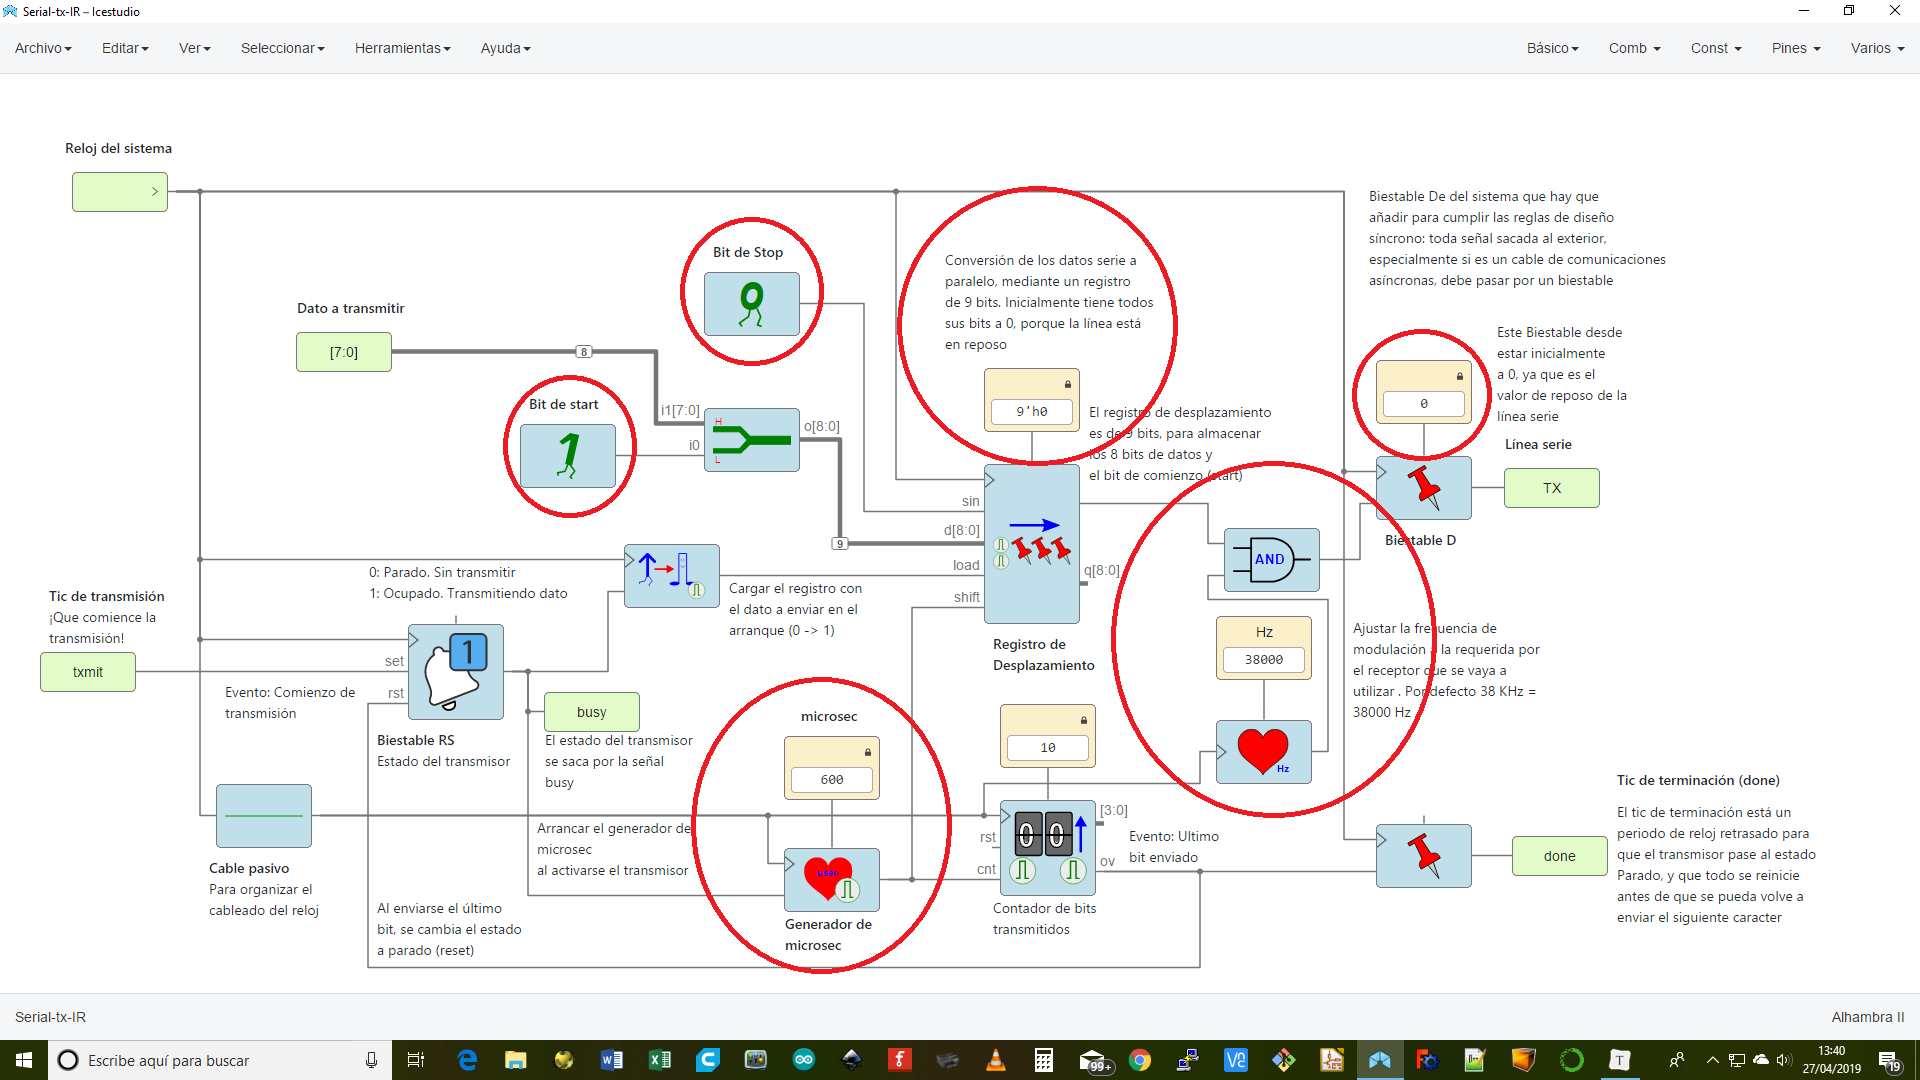 Serial-tx-IR – Icestudio
Archivo Editar Ver Seleccionar Herramientas Ayuda Básico Comb Const Pines Varios
Reloj del sistema
Dato a transmitir
[7:0]
8
Bit de Stop
0
Bit de start
1
i1[7:0]
i0
H
L
o[8:0]
9
Conversión de los datos serie a
paralelo, mediante un registro
de 9 bits. Inicialmente tiene todos
sus bits a 0, porque la línea está
en reposo
9'h0
El registro de desplazamiento
es de 9 bits, para almacenar
los 8 bits de datos y
el bit de comienzo (start)
sin
d[8:0]
load
shift
q[8:0]
Registro de
Desplazamiento
Biestable De del sistema que hay que
añadir para cumplir las reglas de diseño
síncrono: toda señal sacada al exterior,
especialmente si es un cable de comunicaciones
asíncronas, debe pasar por un biestable
Este Biestable desde
estar inicialmente
a 0, ya que es el
valor de reposo de la
línea serie
0
Línea serie
TX
Biestable D
AND
Hz
38000
Hz
Ajustar la frecuencia de
modulación a la requerida por
el receptor que se vaya a
utilizar . Por defecto 38 KHz =
38000 Hz
0: Parado. Sin transmitir
1: Ocupado. Transmitiendo dato
Cargar el registro con
el dato a enviar en el
arranque (0 -> 1)
Tic de transmisión
¡Que comience la
transmisión!
txmit
Evento: Comienzo de
transmisión
set
rst
1
Biestable RS
Estado del transmisor
busy
El estado del transmisor
se saca por la señal
busy
microsec
600
usec
Generador de
microsec
Arrancar el generador de
microsec
al activarse el transmisor
Cable pasivo
Para organizar el
cableado del reloj
Al enviarse el último
bit, se cambia el estado
a parado (reset)
10
rst
cnt
00
[3:0]
ov
Contador de bits
transmitidos
Evento: Ultimo
bit enviado
done
Tic de terminación (done)
El tic de terminación está un
periodo de reloj retrasado para
que el transmisor pase al estado
Parado, y que todo se reinicie
antes de que se pueda volve a
enviar el siguiente caracter
Serial-tx-IR
Alhambra II
Escribe aquí para buscar
99+
13:40
27/04/2019
19